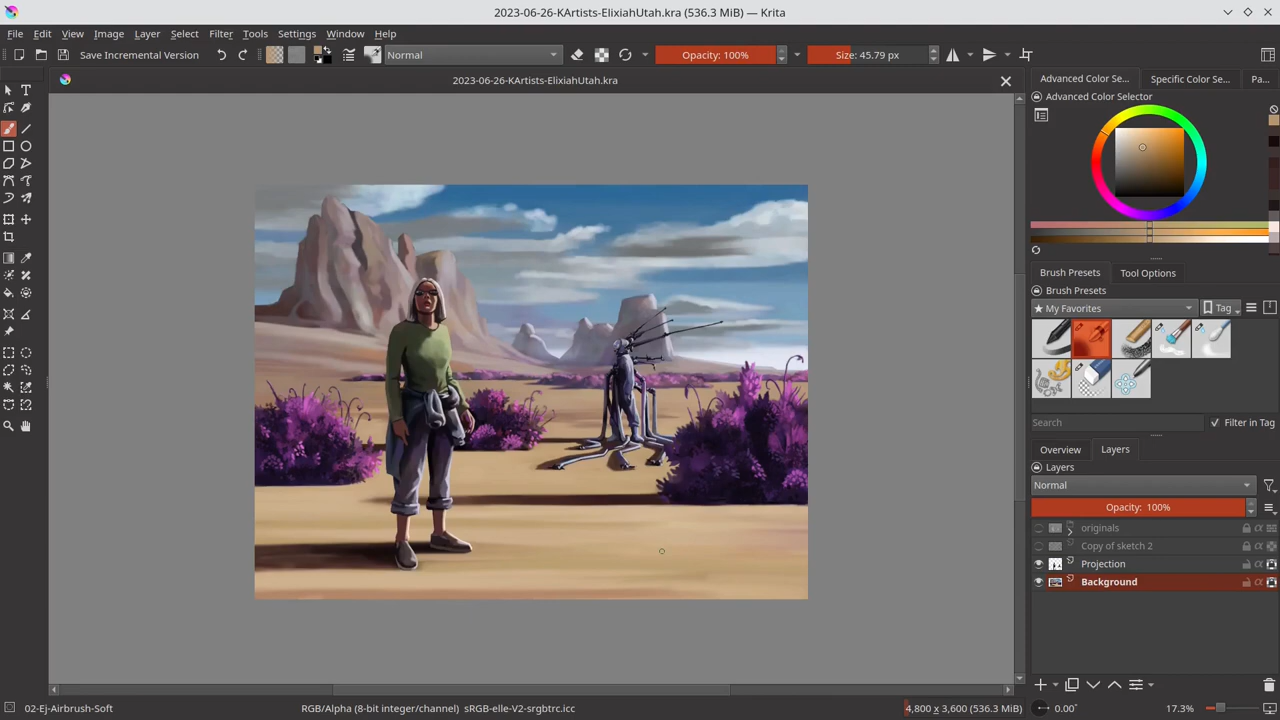 2023-06-26-KArtists-ElixiahUtah.kra (536.3 MiB) — Krita
File Edit View Image Layer Select Filter Tools Settings Window Help
Save Incremental Version Normal Opacity: 100% Size: 45.79 px
2023-06-26-KArtists-ElixiahUtah.kra
Advanced Color Se... Specific Color Se... Pa...
Advanced Color Selector
Brush Presets Tool Options
Brush Presets
★ My Favorites Tag
Search Filter in Tag
Overview Layers
Layers
Normal
Opacity: 100%
originals
Copy of sketch 2
Projection
Background
02-Ej-Airbrush-Soft RGB/Alpha (8-bit integer/channel) sRGB-elle-V2-srgbtrc.icc 4,800 x 3,600 (536.3 MiB) 0.00° 17.3%